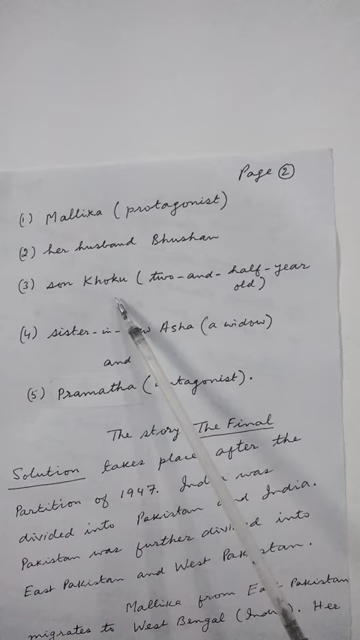 Page 2
(1) Mallika (protagonist)
(2) her husband Bhushan
(3) son Khoku (two-and-half-year
old)
(4) sister-in- Asha (a widow)
and
(5) Pramatha (antagonist).
The story The Final
Solution takes place after the
Partition of 1947. India was
divided into Pakistan and India.
Pakistan was further divided into
East Pakistan and West Pakistan.
Mallika from East Pakistan
migrates to West Bengal (India). Her